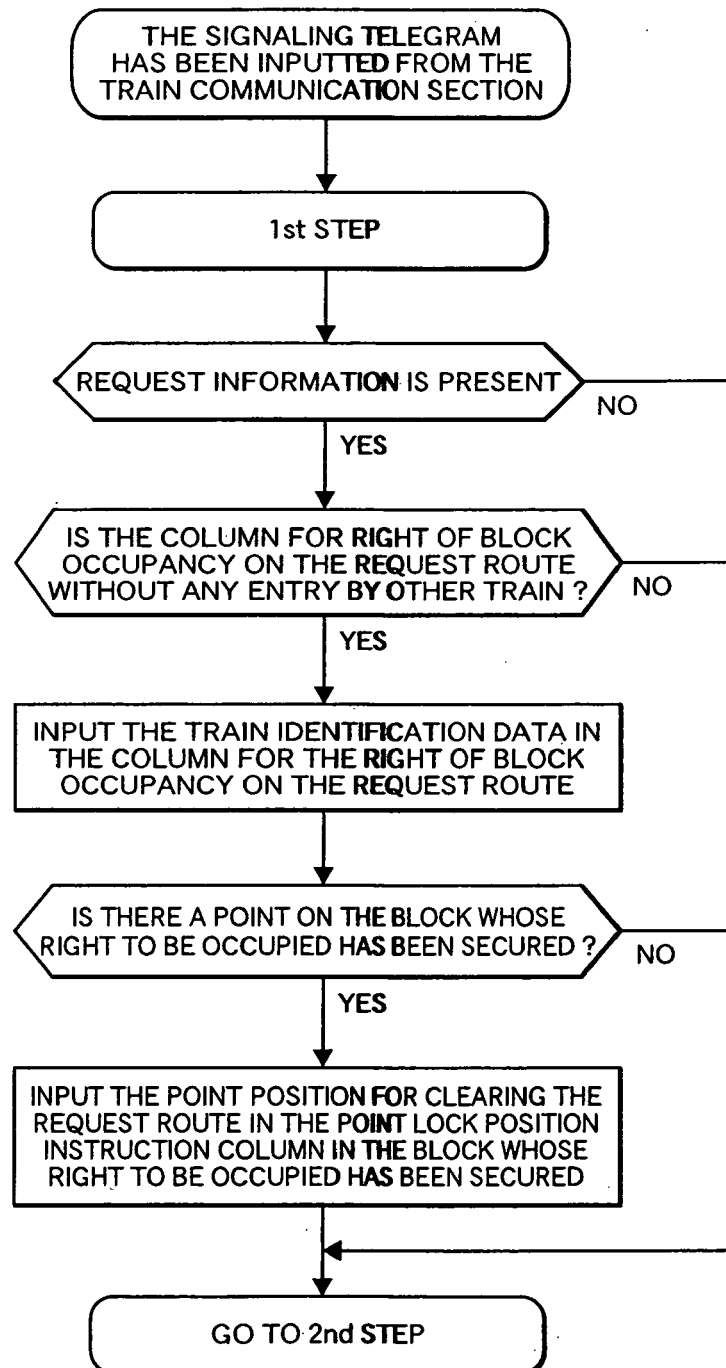 THE SIGNALING TELEGRAM
HAS BEEN INPUTTED FROM THE
TRAIN COMMUNICATION SECTION
1st STEP
REQUEST INFORMATION IS PRESENT
NO
YES
IS THE COLUMN FOR RIGHT OF BLOCK
OCCUPANCY ON THE REQUEST ROUTE
WITHOUT ANY ENTRY BY OTHER TRAIN ?
NO
YES
INPUT THE TRAIN IDENTIFICATION DATA IN
THE COLUMN FOR THE RIGHT OF BLOCK
OCCUPANCY ON THE REQUEST ROUTE
IS THERE A POINT ON THE BLOCK WHOSE
RIGHT TO BE OCCUPIED HAS BEEN SECURED ?
NO
YES
INPUT THE POINT POSITION FOR CLEARING THE
REQUEST ROUTE IN THE POINT LOCK POSITION
INSTRUCTION COLUMN IN THE BLOCK WHOSE
RIGHT TO BE OCCUPIED HAS BEEN SECURED
GO TO 2nd STEP